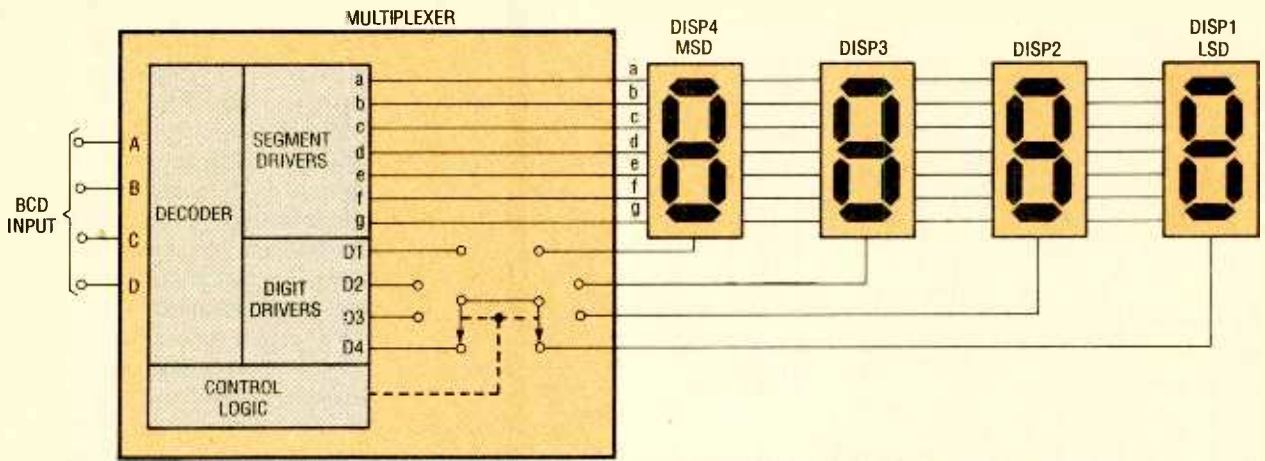 MULTIPLEXER
DISP4
MSD
DISP3
DISP2
DISP1
LSD
BCD
INPUT
A
B
C
D
DECODER
SEGMENT
DRIVERS
a
b
c
d
e
f
g
DIGIT
DRIVERS
D1
D2
D3
D4
CONTROL
LOGIC
a
b
c
d
e
f
g